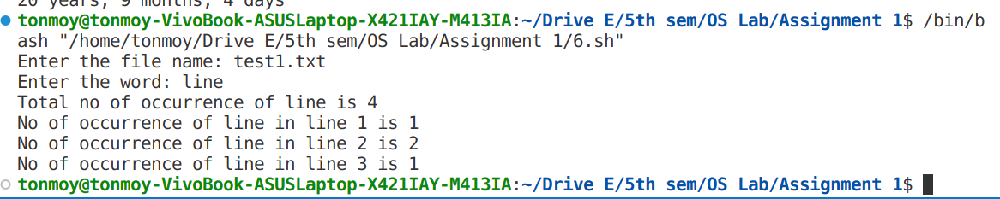 20 years, 9 months, 4 days
tonmoy@tonmoy-VivoBook-ASUSLaptop-X421IAY-M413IA:~/Drive E/5th sem/OS Lab/Assignment 1$ /bin/b
ash "/home/tonmoy/Drive E/5th sem/OS Lab/Assignment 1/6.sh"
Enter the file name: test1.txt
Enter the word: line
Total no of occurrence of line is 4
No of occurrence of line in line 1 is 1
No of occurrence of line in line 2 is 2
No of occurrence of line in line 3 is 1
tonmoy@tonmoy-VivoBook-ASUSLaptop-X421IAY-M413IA:~/Drive E/5th sem/OS Lab/Assignment 1$